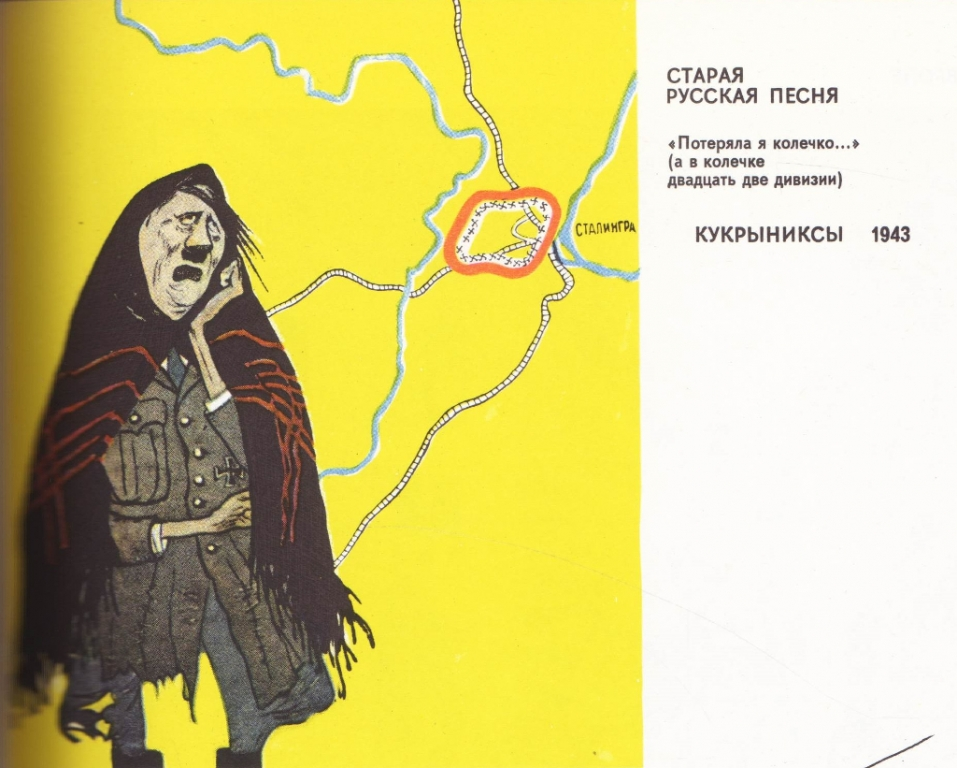 СТАЛИНГРА
СТАРАЯ
РУССКАЯ ПЕСНЯ
«Потеряла я колечко...»
(а в колечке
двадцать две дивизии)
КУКРЫНИКСЫ 1943